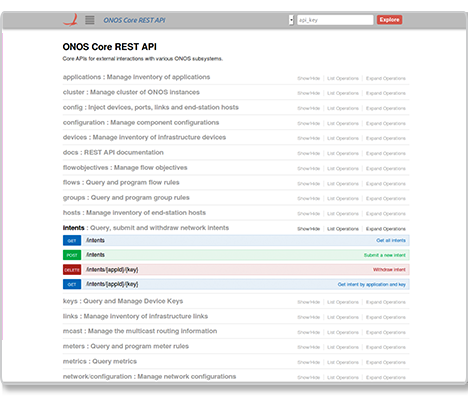 ONOS Core REST API
api_key
Explore
ONOS Core REST API
Core APIs for external interactions with various ONOS subsystems.
applications : Manage inventory of applications Show/Hide List Operations Expand Operations
cluster : Manage cluster of ONOS instances Show/Hide List Operations Expand Operations
config : Inject devices, ports, links and end-station hosts Show/Hide List Operations Expand Operations
configuration : Manage component configurations Show/Hide List Operations Expand Operations
devices : Manage inventory of infrastructure devices Show/Hide List Operations Expand Operations
docs : REST API documentation Show/Hide List Operations Expand Operations
flowobjectives : Manage flow objectives Show/Hide List Operations Expand Operations
flows : Query and program flow rules Show/Hide List Operations Expand Operations
groups : Query and program group rules Show/Hide List Operations Expand Operations
hosts : Manage inventory of end-station hosts Show/Hide List Operations Expand Operations
intents : Query, submit and withdraw network intents Show/Hide List Operations Expand Operations
GET /intents Get all intents
POST /intents Submit a new intent
DELETE /intents/{appId}/{key} Withdraw intent
GET /intents/{appId}/{key} Get intent by application and key
keys : Query and Manage Device Keys Show/Hide List Operations Expand Operations
links : Manage inventory of infrastructure links Show/Hide List Operations Expand Operations
mcast : Manage the multicast routing information Show/Hide List Operations Expand Operations
meters : Query and program meter rules Show/Hide List Operations Expand Operations
metrics : Query metrics Show/Hide List Operations Expand Operations
network/configuration : Manage network configurations Show/Hide List Operations Expand Operations